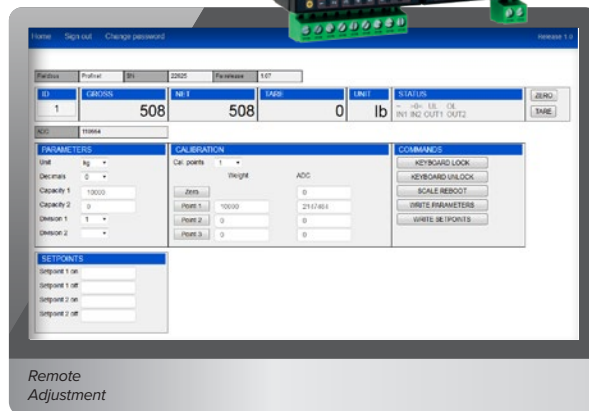 Home Sign out Change password Release 1.0
Fieldbus Profinet SN 22825 Fw release 1.07
ID GROSS NET TARE UNIT STATUS
1 508 508 0 lb
~ >0< UL OL
IN1 IN2 OUT1 OUT2
ZERO
TARE
ADC 110664
PARAMETERS CALIBRATION COMMANDS
Unit kg Cal. points 1 KEYBOARD LOCK
Decimals 0 Weight ADC KEYBOARD UNLOCK
Capacity 1 10000 Zero 0 SCALE REBOOT
Capacity 2 0 Point 1 10000 2147484 WRITE PARAMETERS
Division 1 1 Point 2 0 0 WRITE SETPOINTS
Division 2 Point 3 0 0
SETPOINTS
Setpoint 1 on
Setpoint 1 off
Setpoint 2 on
Setpoint 2 off
Remote
Adjustment